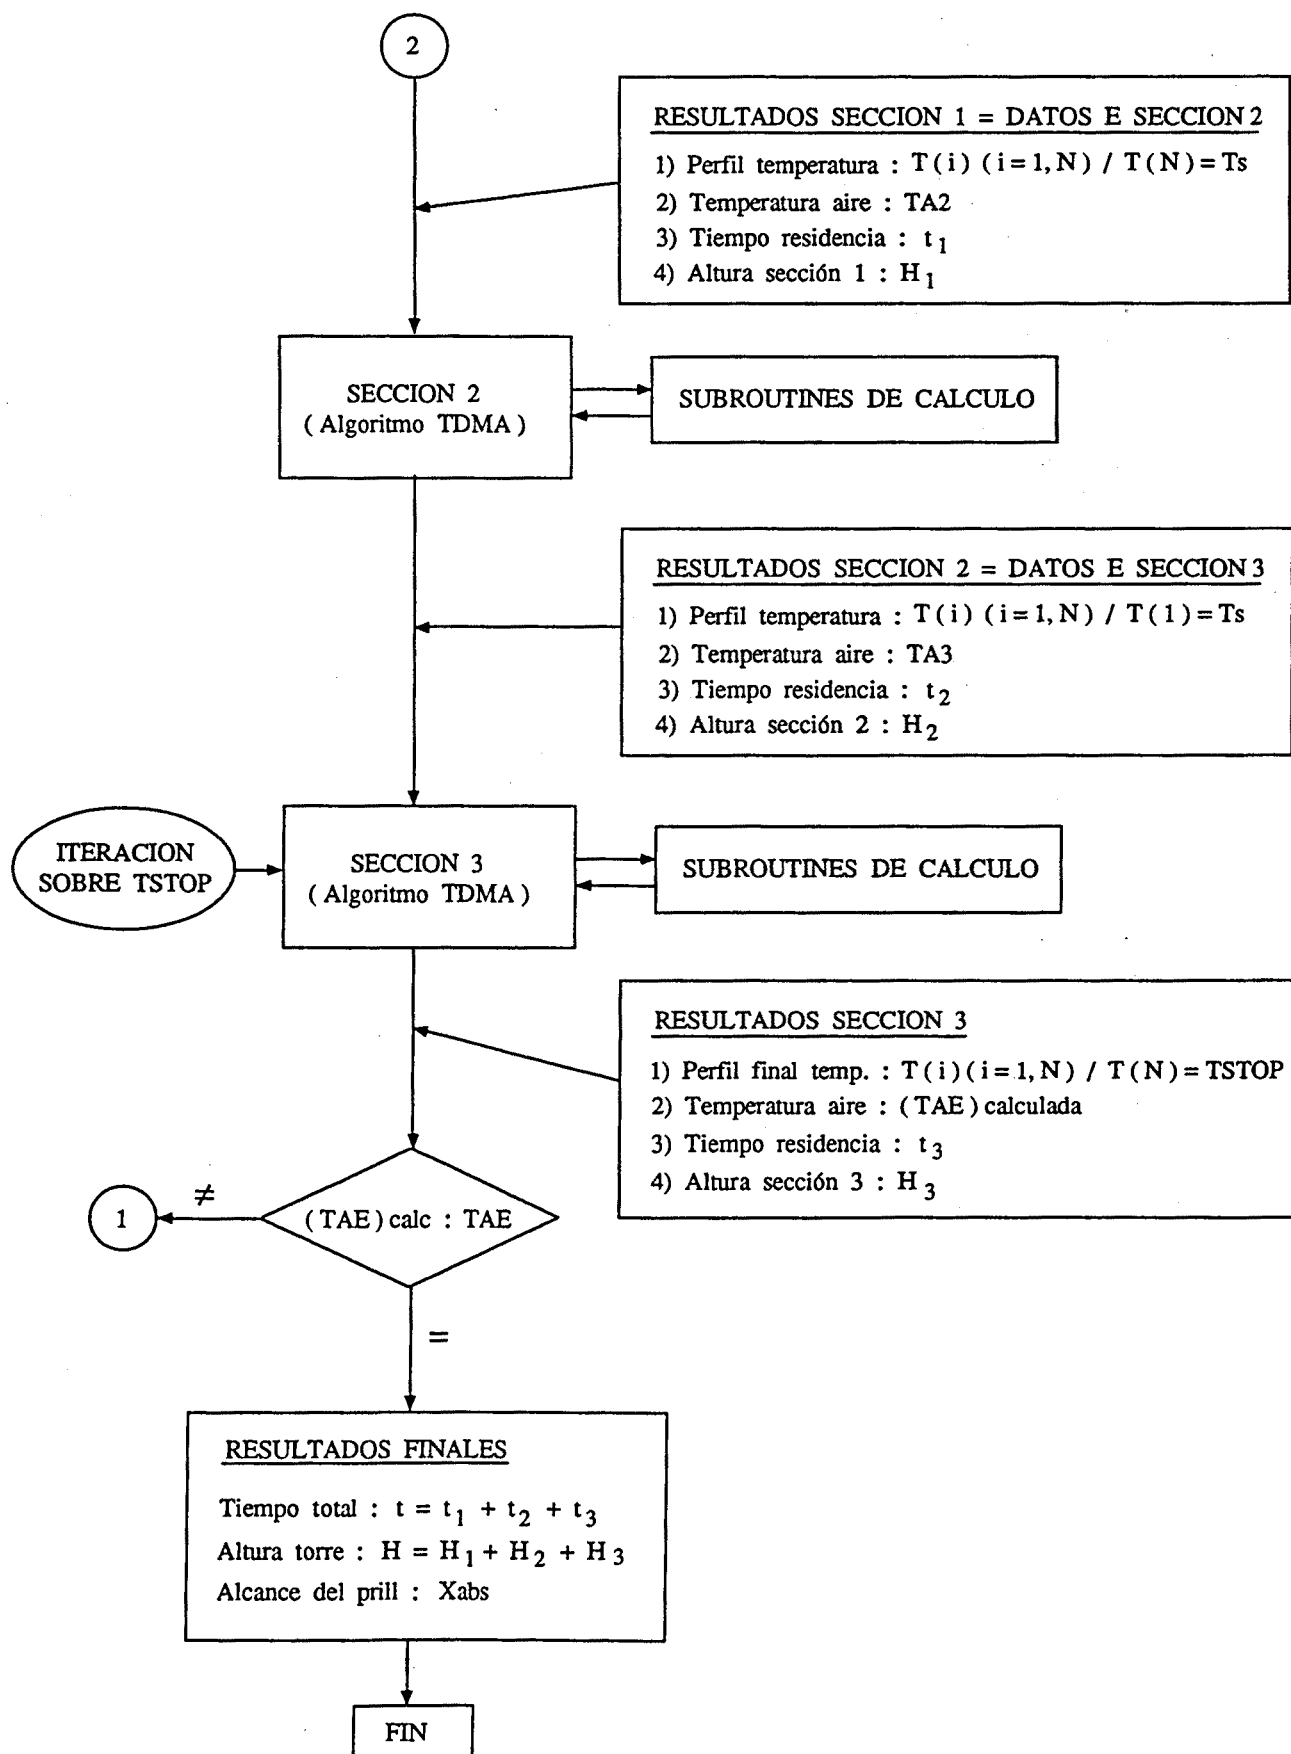 2
RESULTADOS SECCION 1 = DATOS E SECCION 2
1) Perfil temperatura : T(i) (i=1,N) / T(N)=Ts
2) Temperatura aire : TA2
3) Tiempo residencia : t1
4) Altura sección 1 : H1
SECCION 2
(Algoritmo TDMA)
SUBROUTINES DE CALCULO
RESULTADOS SECCION 2 = DATOS E SECCION 3
1) Perfil temperatura : T(i) (i=1,N) / T(1)=Ts
2) Temperatura aire : TA3
3) Tiempo residencia : t2
4) Altura sección 2 : H2
ITERACION
SOBRE TSTOP
SECCION 3
(Algoritmo TDMA)
SUBROUTINES DE CALCULO
RESULTADOS SECCION 3
1) Perfil final temp. : T(i)(i=1,N) / T(N)=TSTOP
2) Temperatura aire : (TAE)calculada
3) Tiempo residencia : t3
4) Altura sección 3 : H3
1
≠
(TAE)calc : TAE
=
RESULTADOS FINALES
Tiempo total : t = t1 + t2 + t3
Altura torre : H = H1 + H2 + H3
Alcance del prill : Xabs
FIN